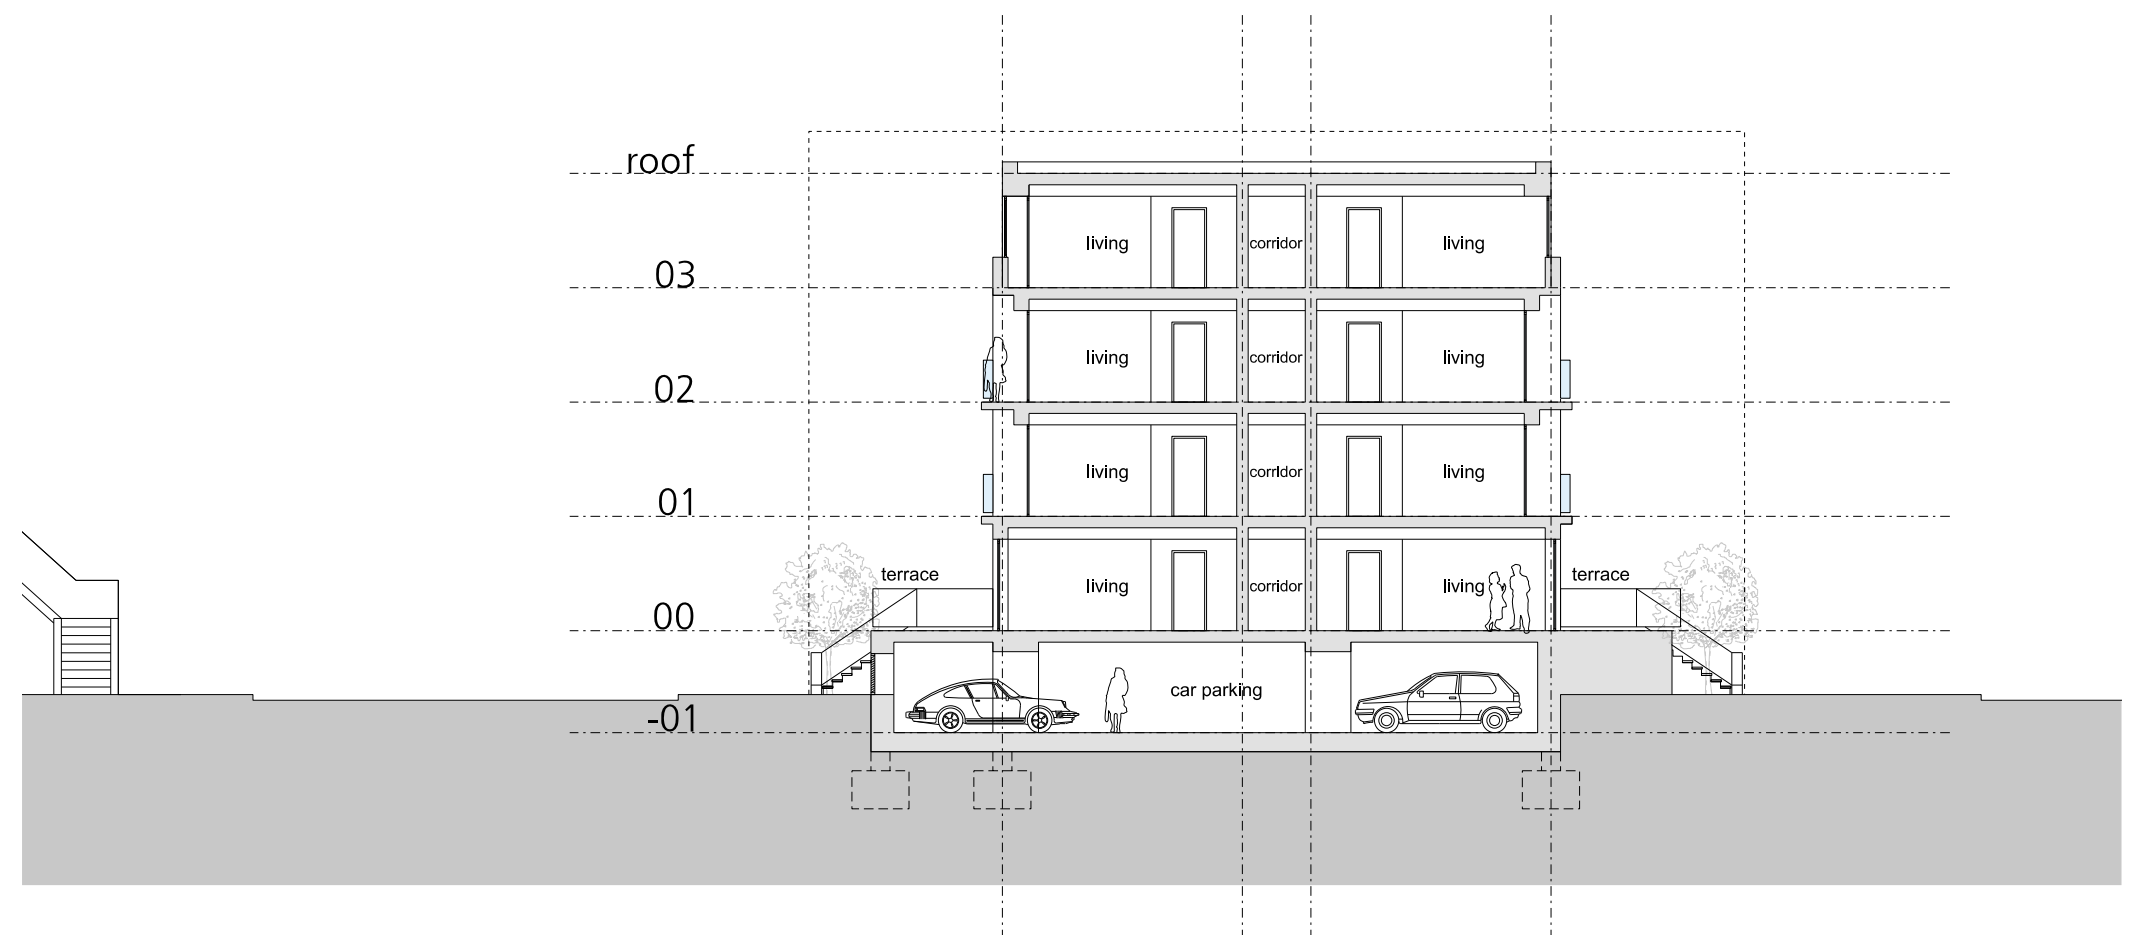 roof
living corridor living
03
living corridor living
02
living corridor living
01
terrace terrace
living corridor living
00
car parking
-01